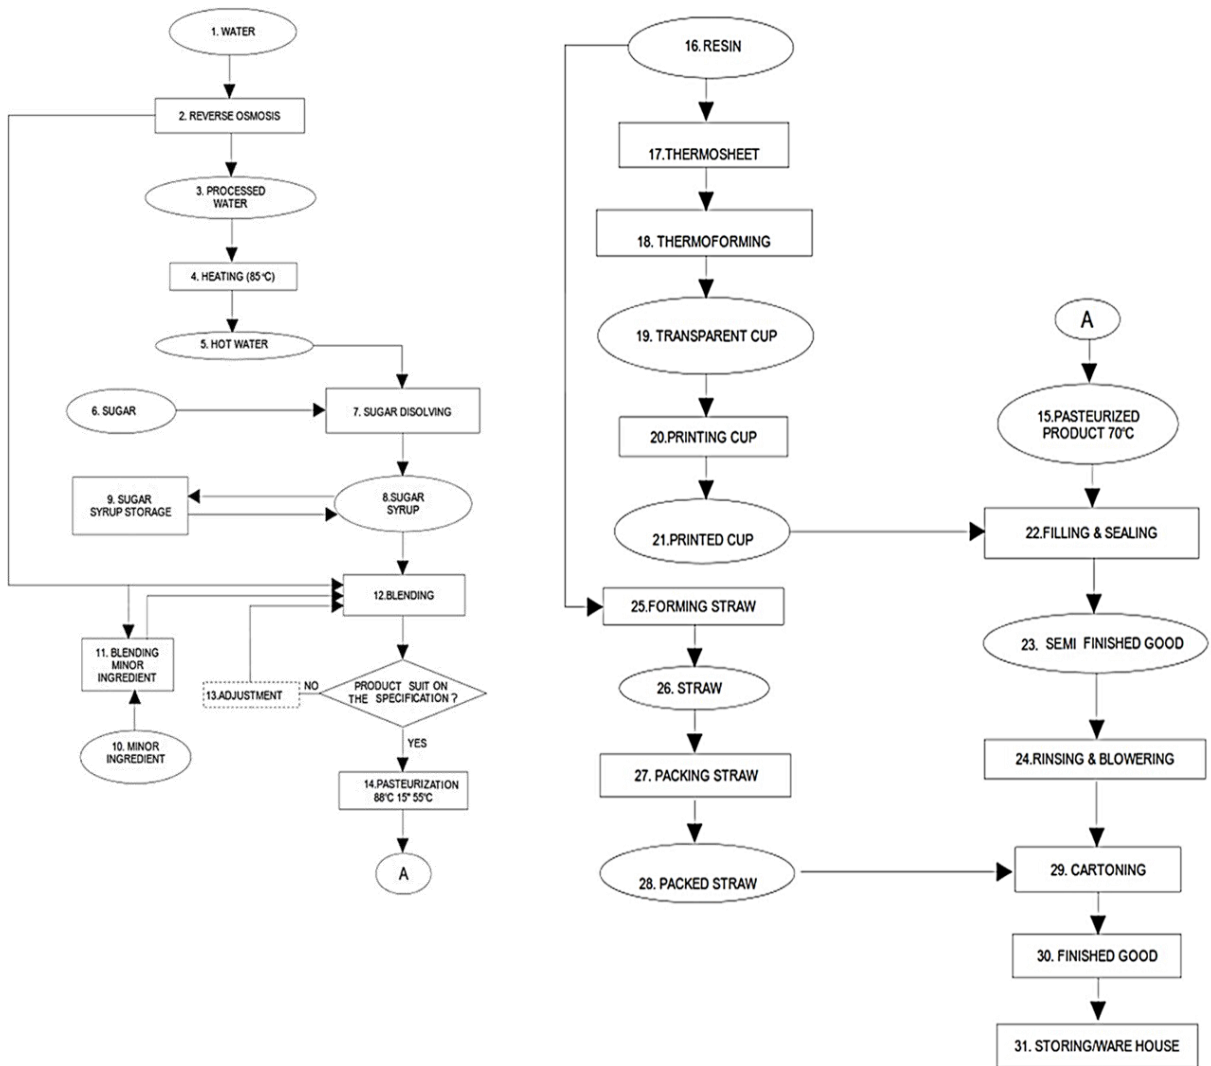 1. WATER
2. REVERSE OSMOSIS
3. PROCESSED
WATER
4. HEATING (85°C)
5. HOT WATER
6. SUGAR
7. SUGAR DISOLVING
8.SUGAR
SYRUP
9. SUGAR
SYRUP STORAGE
12.BLENDING
11. BLENDING
MINOR
INGREDIENT
13.ADJUSTMENT
NO
PRODUCT SUIT ON
THE SPECIFICATION ?
10. MINOR
INGREDIENT
YES
14.PASTEURIZATION
88°C 15" 55°C
A
16. RESIN
17.THERMOSHEET
18. THERMOFORMING
19. TRANSPARENT CUP
20.PRINTING CUP
21.PRINTED CUP
25.FORMING STRAW
26. STRAW
27. PACKING STRAW
28. PACKED STRAW
A
15.PASTEURIZED
PRODUCT 70°C
22.FILLING & SEALING
23. SEMI FINISHED GOOD
24.RINSING & BLOWERING
29. CARTONING
30. FINISHED GOOD
31. STORING/WARE HOUSE